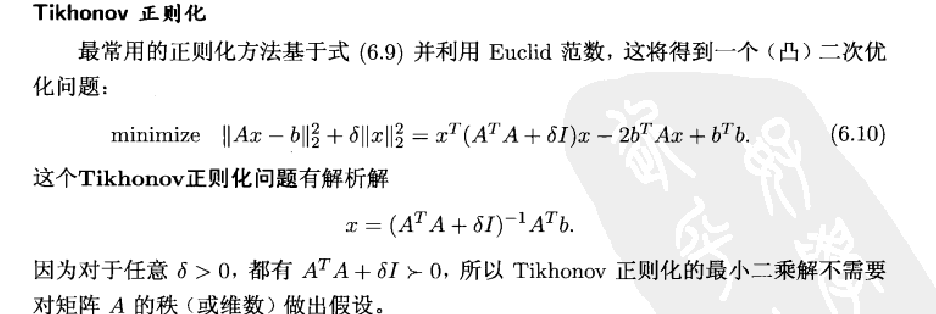 Tikhonov 正则化
最常用的正则化方法基于式 (6.9) 并利用 Euclid 范数，这将得到一个（凸）二次优
化问题：
minimize ‖Ax − b‖₂² + δ‖x‖₂² = xᵀ(AᵀA + δI)x − 2bᵀAx + bᵀb. (6.10)
这个Tikhonov正则化问题有解析解
x = (AᵀA + δI)⁻¹Aᵀb.
因为对于任意 δ > 0，都有 AᵀA + δI ≻ 0，所以 Tikhonov 正则化的最小二乘解不需要
对矩阵 A 的秩（或维数）做出假设。